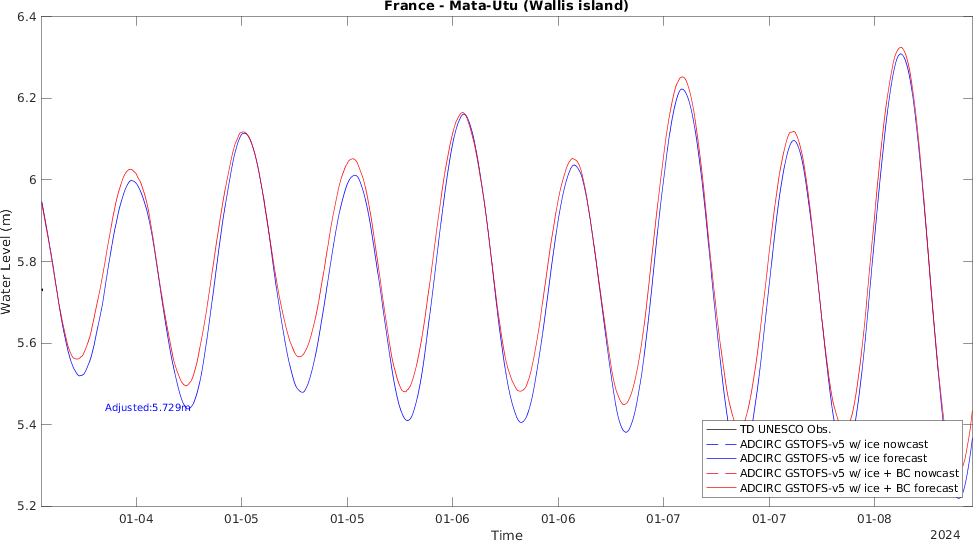 France - Mata-Utu (Wallis island)
6.4
6.2
6
5.8
5.6
5.4
5.2
Water Level (m)
Adjusted:5.729m
TD UNESCO Obs.
ADCIRC GSTOFS-v5 w/ ice nowcast
ADCIRC GSTOFS-v5 w/ ice forecast
ADCIRC GSTOFS-v5 w/ ice + BC nowcast
ADCIRC GSTOFS-v5 w/ ice + BC forecast
01-04 01-05 01-05 01-06 01-06 01-07 01-07 01-08
Time
2024